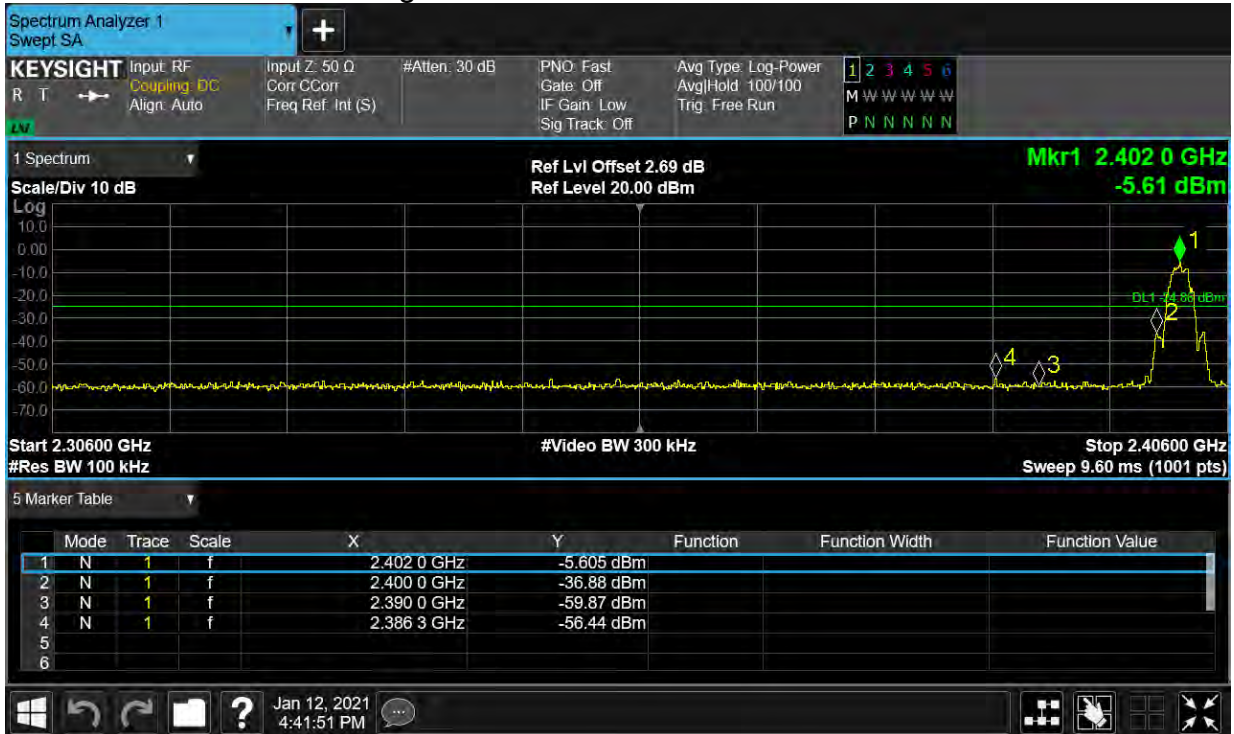 Spectrum Analyzer 1
Swept SA
+
KEYSIGHT Input: RF Input Z: 50 Ω #Atten: 30 dB PNO: Fast Avg Type: Log-Power 1 2 3 4 5 6
R T Coupling: DC Corr CCorr Gate: Off Avg|Hold: 100/100 M W W W W W W
Align: Auto Freq Ref: Int (S) IF Gain: Low Trig: Free Run P N N N N N N
Sig Track: Off
1 Spectrum Ref Lvl Offset 2.69 dB Mkr1 2.402 0 GHz
Scale/Div 10 dB Ref Level 20.00 dBm -5.61 dBm
Log
10.0
0.00
1
-10.0
-20.0
DL1 -24.86 dBm
-30.0
2
-40.0
-50.0
4 3
-60.0
-70.0
Start 2.30600 GHz #Video BW 300 kHz Stop 2.40600 GHz
#Res BW 100 kHz Sweep 9.60 ms (1001 pts)
5 Marker Table
Mode Trace Scale X Y Function Function Width Function Value
1 N 1 f 2.402 0 GHz -5.605 dBm
2 N 1 f 2.400 0 GHz -36.88 dBm
3 N 1 f 2.390 0 GHz -59.87 dBm
4 N 1 f 2.386 3 GHz -56.44 dBm
5
6
? Jan 12, 2021
4:41:51 PM